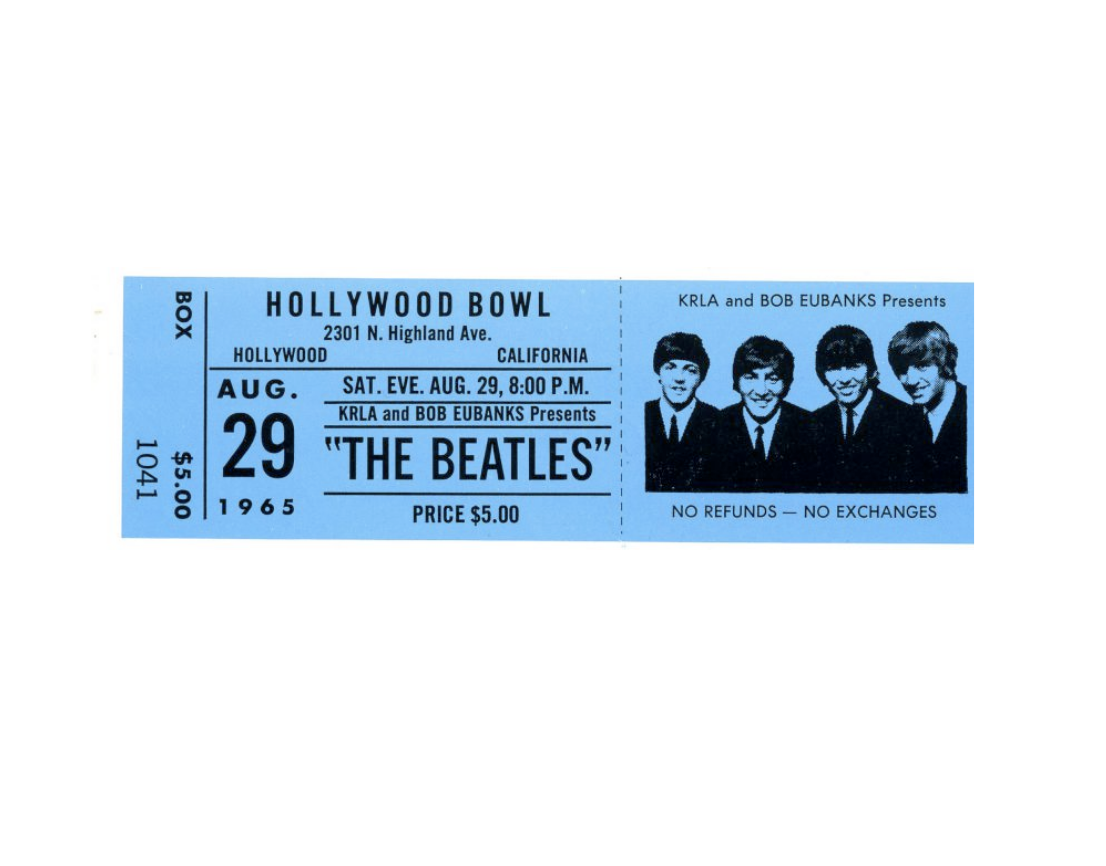 BOX
$5.00
1041
HOLLYWOOD BOWL
2301 N. Highland Ave.
HOLLYWOOD CALIFORNIA
AUG.
29
1965
SAT. EVE. AUG. 29, 8:00 P.M.
KRLA and BOB EUBANKS Presents
"THE BEATLES"
PRICE $5.00
KRLA and BOB EUBANKS Presents
NO REFUNDS — NO EXCHANGES